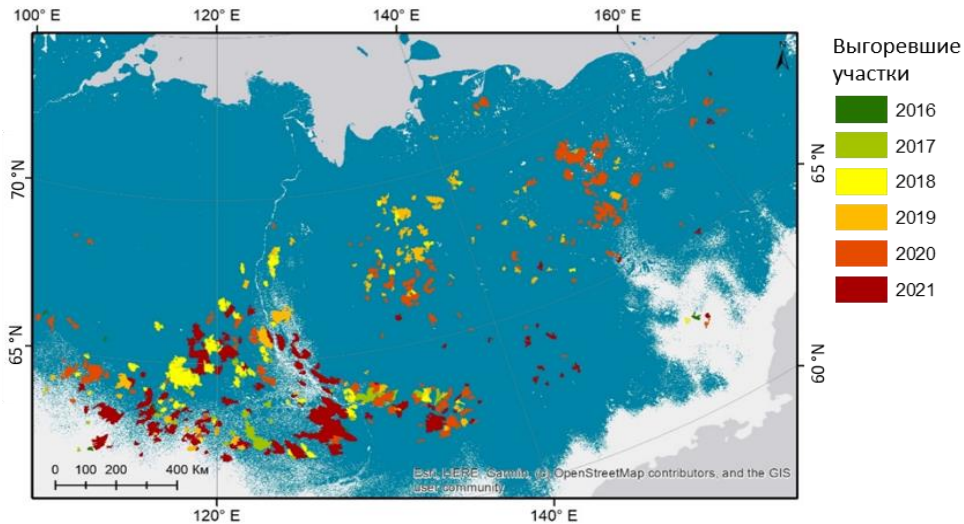 100° E
120° E
140° E
160° E
Выгоревшие
участки
2016
2017
2018
2019
2020
2021
70° N
65° N
65° N
60° N
0 100 200 400 Км
Esri, HERE, Garmin, (c) OpenStreetMap contributors, and the GIS
user community
120° E
140° E